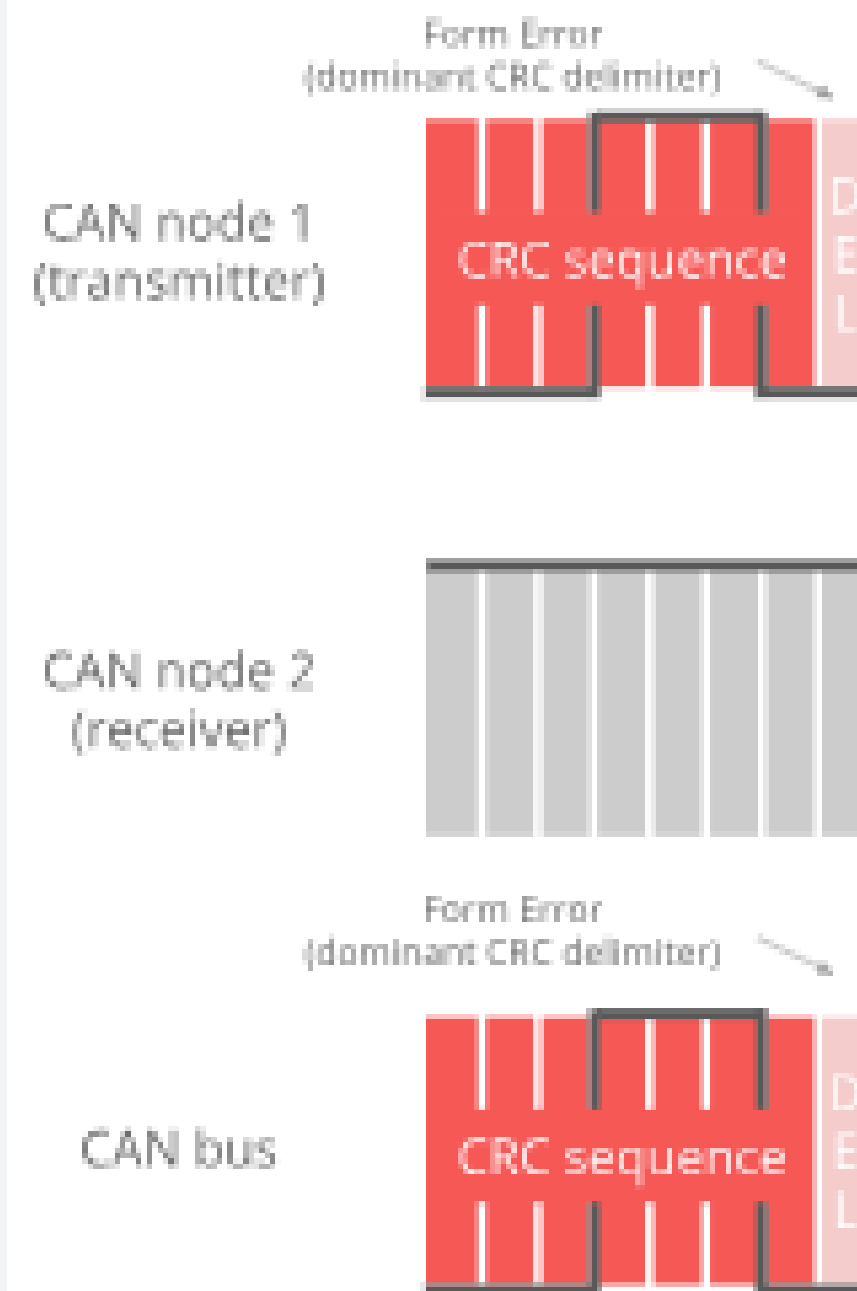 Form Error
(dominant CRC delimiter)
CAN node 1
(transmitter)
CRC sequence
D
E
L
CAN node 2
(receiver)
Form Error
(dominant CRC delimiter)
CAN bus
CRC sequence
D
E
L